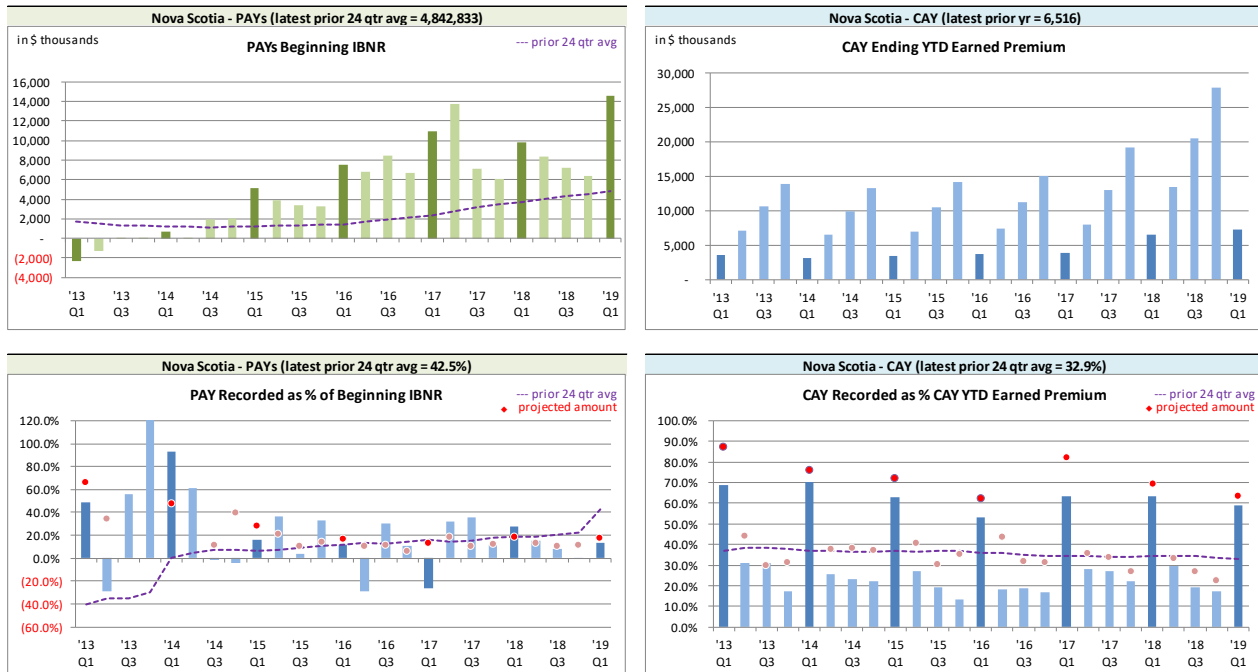 Nova Scotia - PAYs (latest prior 24 qtr avg = 4,842,833)
in $ thousands
PAYs Beginning IBNR
--- prior 24 qtr avg
16,000
14,000
12,000
10,000
8,000
6,000
4,000
2,000
-
(2,000)
(4,000)
'13 '13 '14 '14 '15 '15 '16 '16 '17 '17 '18 '18 '19
Q1 Q3 Q1 Q3 Q1 Q3 Q1 Q3 Q1 Q3 Q1 Q3 Q1
Nova Scotia - CAY (latest prior yr = 6,516)
in $ thousands
CAY Ending YTD Earned Premium
30,000
25,000
20,000
15,000
10,000
5,000
-
'13 '13 '14 '14 '15 '15 '16 '16 '17 '17 '18 '18 '19
Q1 Q3 Q1 Q3 Q1 Q3 Q1 Q3 Q1 Q3 Q1 Q3 Q1
Nova Scotia - PAYs (latest prior 24 qtr avg = 42.5%)
PAY Recorded as % of Beginning IBNR
--- prior 24 qtr avg
projected amount
120.0%
100.0%
80.0%
60.0%
40.0%
20.0%
0.0%
(20.0%)
(40.0%)
(60.0%)
'13 '13 '14 '14 '15 '15 '16 '16 '17 '17 '18 '18 '19
Q1 Q3 Q1 Q3 Q1 Q3 Q1 Q3 Q1 Q3 Q1 Q3 Q1
Nova Scotia - CAY (latest prior 24 qtr avg = 32.9%)
CAY Recorded as % CAY YTD Earned Premium
--- prior 24 qtr avg
projected amount
100.0%
90.0%
80.0%
70.0%
60.0%
50.0%
40.0%
30.0%
20.0%
10.0%
0.0%
'13 '13 '14 '14 '15 '15 '16 '16 '17 '17 '18 '18 '19
Q1 Q3 Q1 Q3 Q1 Q3 Q1 Q3 Q1 Q3 Q1 Q3 Q1